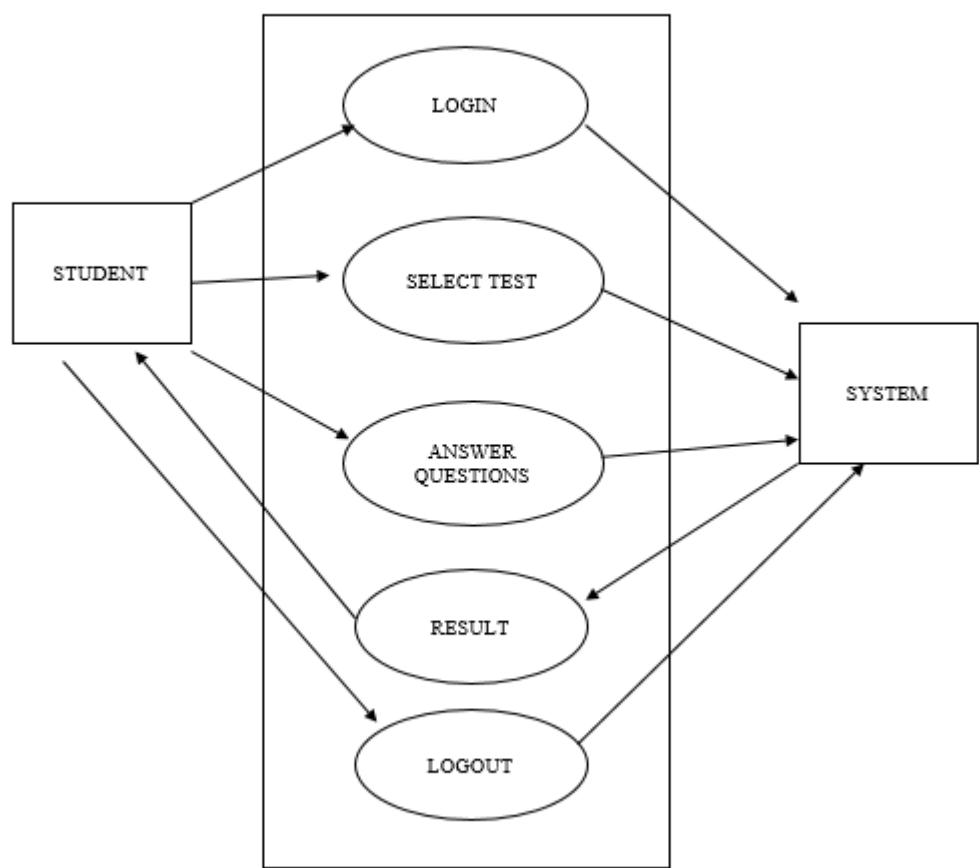 LOGIN
STUDENT
SELECT TEST
SYSTEM
ANSWER
QUESTIONS
RESULT
LOGOUT